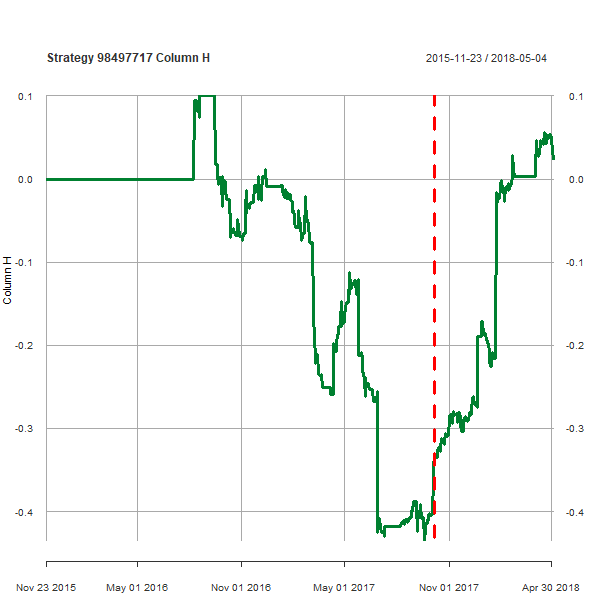 Strategy 98497717 Column H
2015-11-23 / 2018-05-04
0.1
0.1
0.0
0.0
-0.1
-0.1
-0.2
-0.2
-0.3
-0.3
-0.4
-0.4
Column H
Nov 23 2015
May 01 2016
Nov 01 2016
May 01 2017
Nov 01 2017
Apr 30 2018